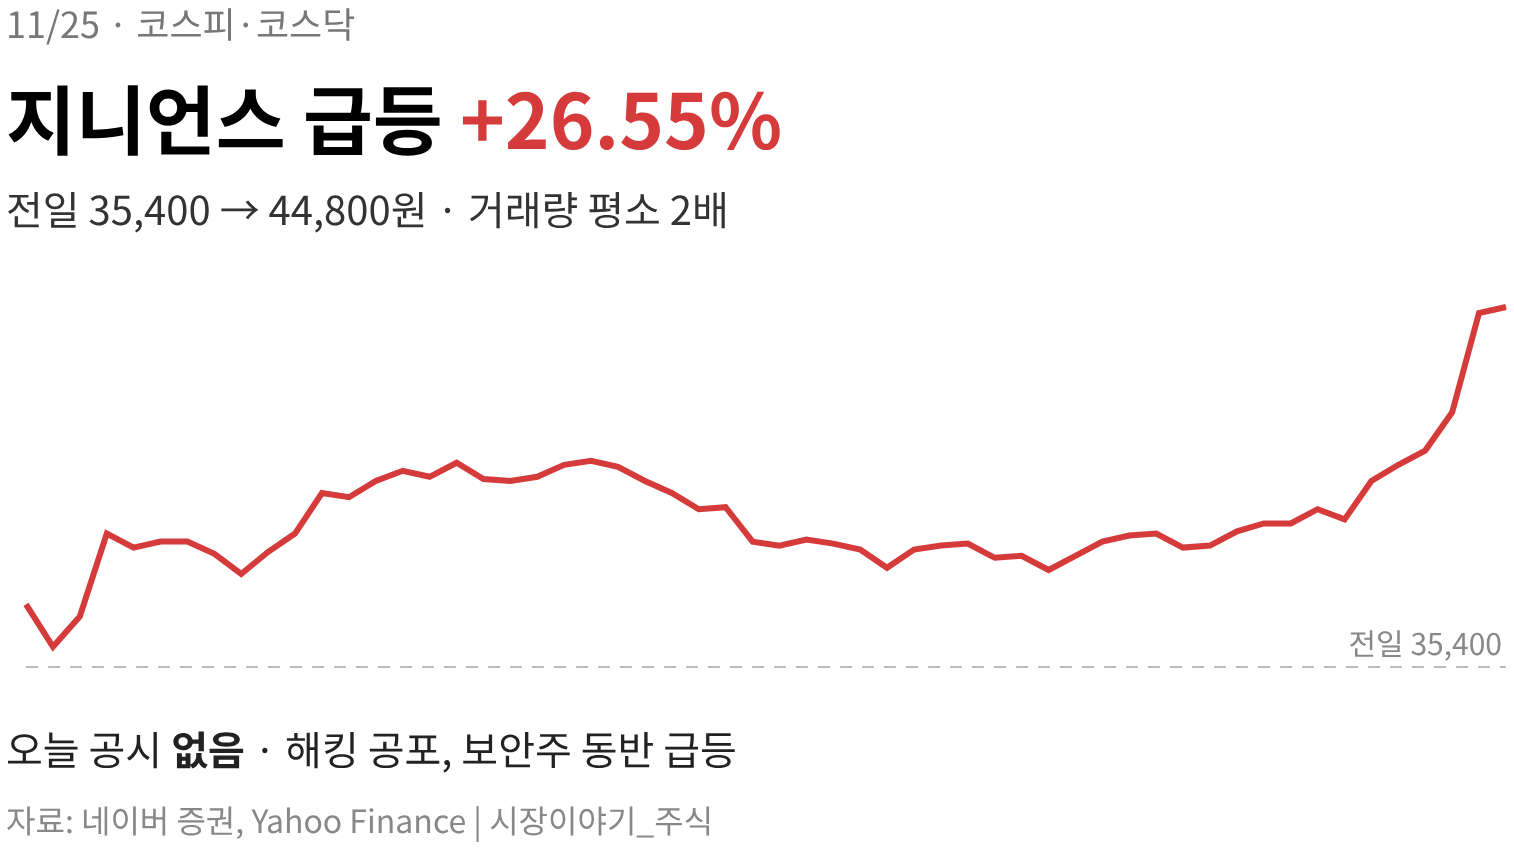 11/25 · 코스피·코스닥
지니언스 급등 +26.55%
전일 35,400 → 44,800원 · 거래량 평소 2배
전일 35,400
오늘 공시 없음 · 해킹 공포, 보안주 동반 급등
자료: 네이버 증권, Yahoo Finance | 시장이야기_주식